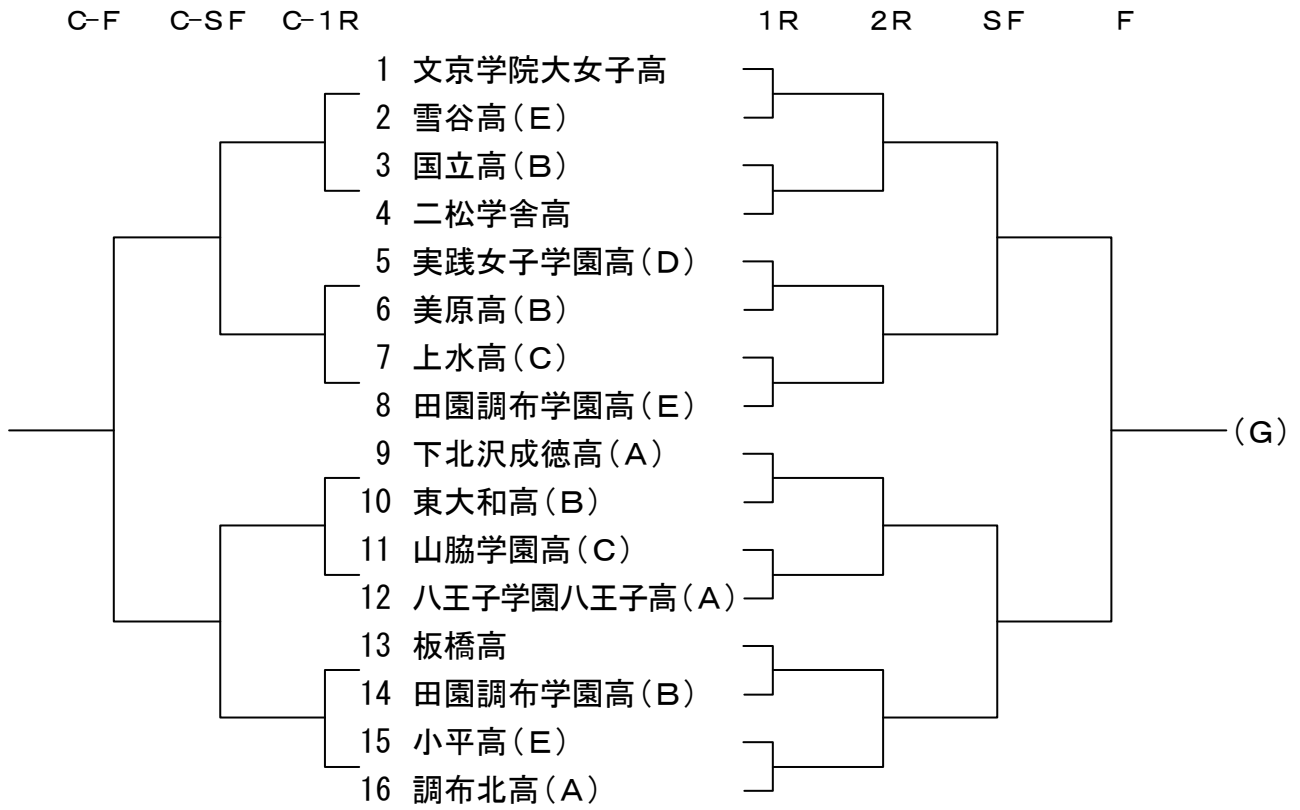 C-F C-SF C-1R 1R 2R SF F
1 文京学院大女子高
2 雪谷高(E)
3 国立高(B)
4 二松学舎高
5 実践女子学園高(D)
6 美原高(B)
7 上水高(C)
8 田園調布学園高(E)
(G)
9 下北沢成徳高(A)
10 東大和高(B)
11 山脇学園高(C)
12 八王子学園八王子高(A)
13 板橋高
14 田園調布学園高(B)
15 小平高(E)
16 調布北高(A)